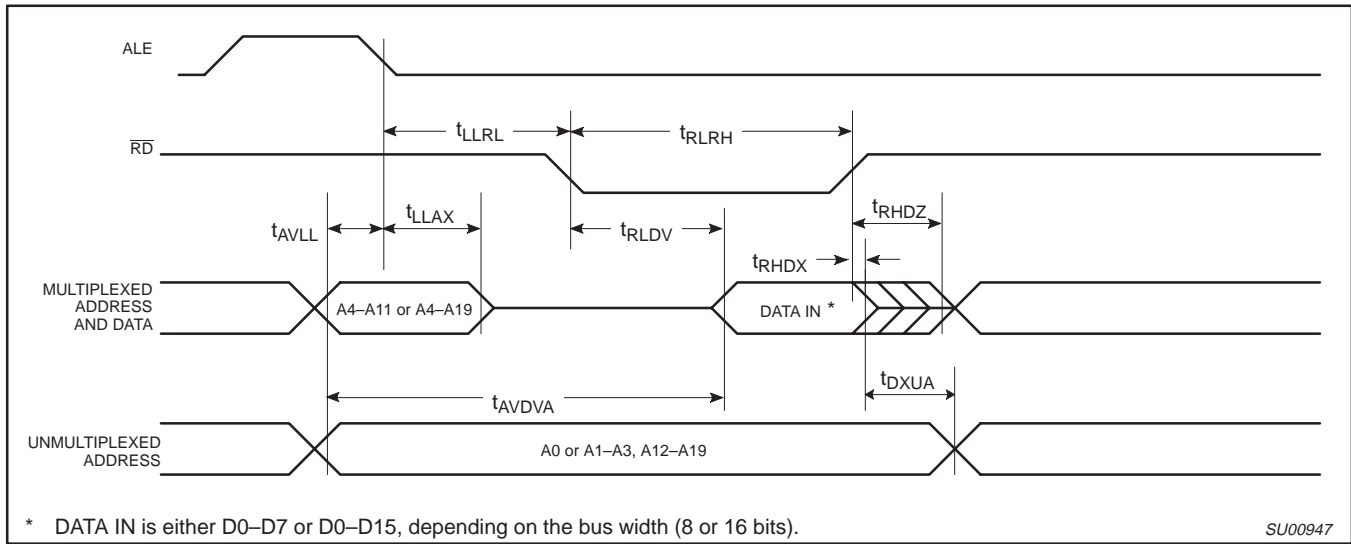 ALE
RD
tLLRL
tRLRH
tAVLL
tLLAX
tRLDV
tRHDZ
tRHDX
MULTIPLEXED
ADDRESS
AND DATA
A4–A11 or A4–A19
DATA IN *
tDXUA
tAVDVA
UNMULTIPLEXED
ADDRESS
A0 or A1–A3, A12–A19
* DATA IN is either D0–D7 or D0–D15, depending on the bus width (8 or 16 bits).
SU00947